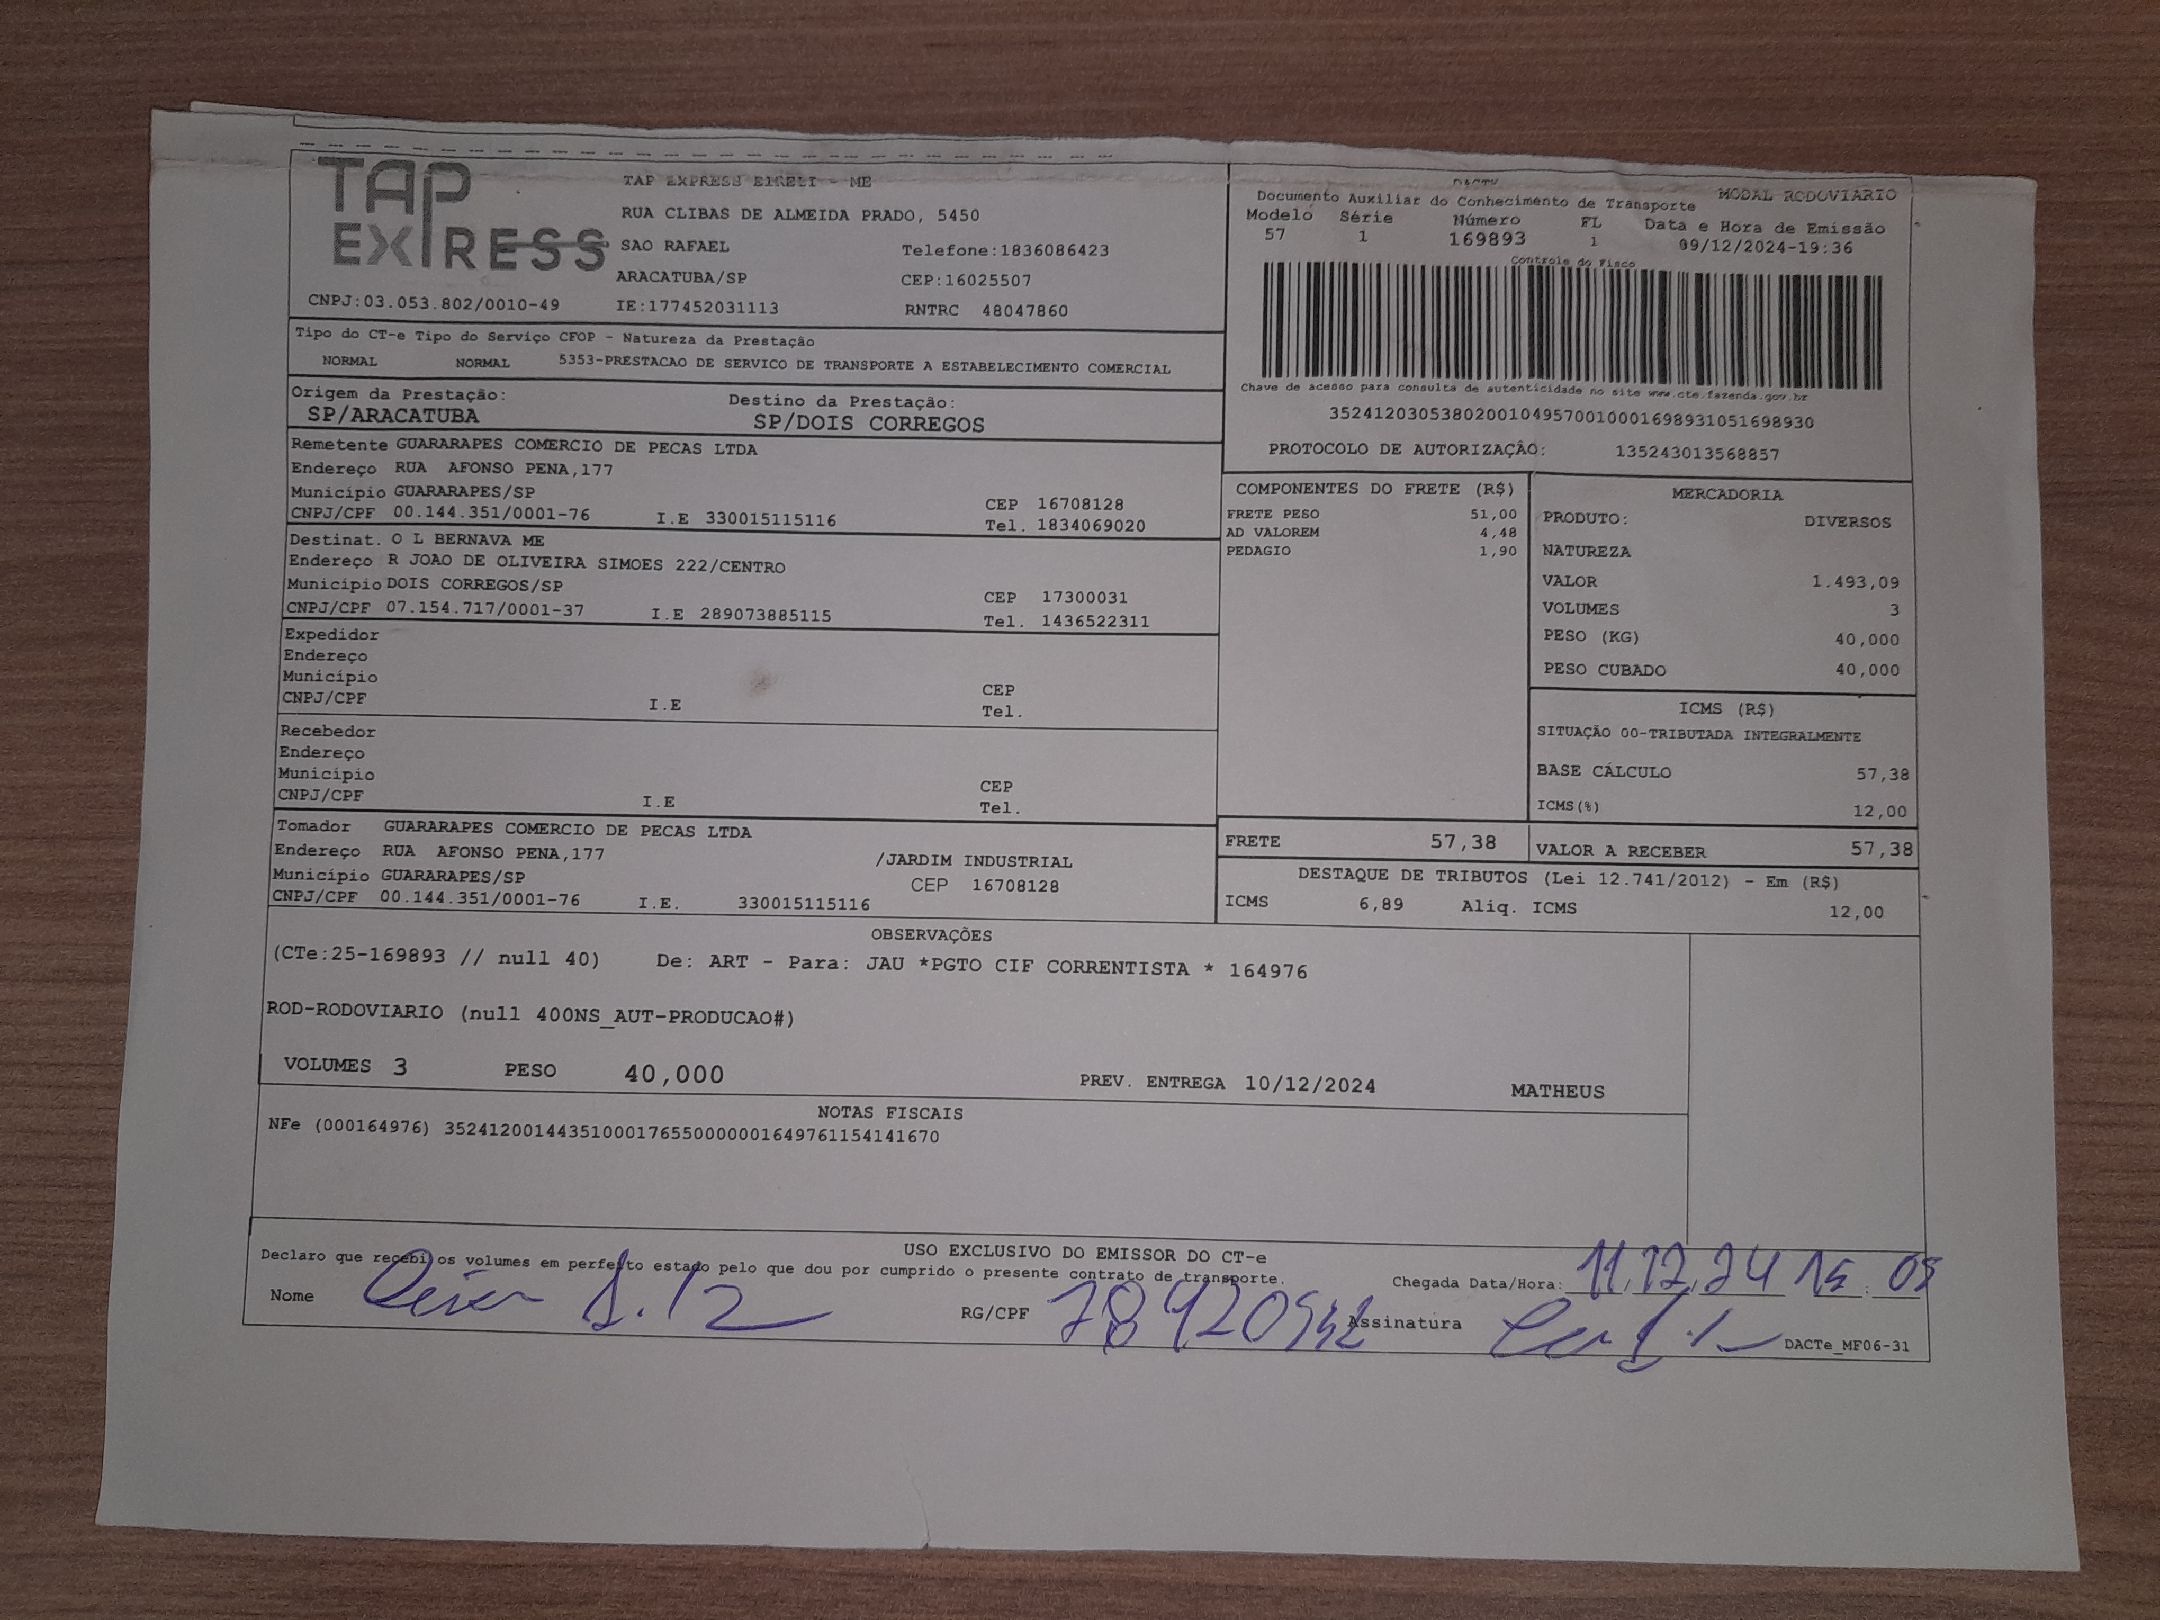 TAP EXPRESS
TAP EXPRESS EIRELI - ME
RUA CLIBAS DE ALMEIDA PRADO, 5450
SAO RAFAEL Telefone:1836086423
ARACATUBA/SP CEP:16025507
CNPJ:03.053.802/0010-49 IE:177452031113 RNTRC 48047860
DACTE
Documento Auxiliar do Conhecimento de Transporte MODAL RODOVIARIO
Modelo Série Número FL Data e Hora de Emissão
57 1 169893 1 09/12/2024-19:36
Controle do Fisco
Chave de acesso para consulta de autenticidade no site www.cte.fazenda.gov.br
35241203053802001049570010001698931051698930
PROTOCOLO DE AUTORIZAÇÃO: 135243013568857
Tipo do CT-e Tipo do Serviço CFOP - Natureza da Prestação
NORMAL NORMAL 5353-PRESTACAO DE SERVICO DE TRANSPORTE A ESTABELECIMENTO COMERCIAL
Origem da Prestação: Destino da Prestação:
SP/ARACATUBA SP/DOIS CORREGOS
Remetente GUARARAPES COMERCIO DE PECAS LTDA
Endereço RUA AFONSO PENA,177
Município GUARARAPES/SP CEP 16708128
CNPJ/CPF 00.144.351/0001-76 I.E 330015115116 Tel. 1834069020
Destinat. O L BERNAVA ME
Endereço R JOAO DE OLIVEIRA SIMOES 222/CENTRO
Município DOIS CORREGOS/SP CEP 17300031
CNPJ/CPF 07.154.717/0001-37 I.E 289073885115 Tel. 1436522311
Expedidor
Endereço
Município CEP
CNPJ/CPF I.E Tel.
Recebedor
Endereço
Município CEP
CNPJ/CPF I.E Tel.
Tomador GUARARAPES COMERCIO DE PECAS LTDA
Endereço RUA AFONSO PENA,177 /JARDIM INDUSTRIAL
Município GUARARAPES/SP CEP 16708128
CNPJ/CPF 00.144.351/0001-76 I.E. 330015115116
COMPONENTES DO FRETE (R$)
FRETE PESO 51,00
AD VALOREM 4,48
PEDAGIO 1,90
MERCADORIA
PRODUTO: DIVERSOS
NATUREZA
VALOR 1.493,09
VOLUMES 3
PESO (KG) 40,000
PESO CUBADO 40,000
ICMS (R$)
SITUAÇÃO 00-TRIBUTADA INTEGRALMENTE
BASE CÁLCULO 57,38
ICMS(%) 12,00
FRETE 57,38 VALOR A RECEBER 57,38
DESTAQUE DE TRIBUTOS (Lei 12.741/2012) - Em (R$)
ICMS 6,89 Aliq. ICMS 12,00
OBSERVAÇÕES
(CTe:25-169893 // null 40) De: ART - Para: JAU *PGTO CIF CORRENTISTA * 164976
ROD-RODOVIARIO (null 400NS_AUT-PRODUCAO#)
VOLUMES 3 PESO 40,000 PREV. ENTREGA 10/12/2024 MATHEUS
NOTAS FISCAIS
NFe (000164976) 35241200144351000176550000001649761154141670
USO EXCLUSIVO DO EMISSOR DO CT-e
Declaro que recebi os volumes em perfeito estado pelo que dou por cumprido o presente contrato de transporte.
Chegada Data/Hora: 11.12.24 15:08
Nome RG/CPF Assinatura
DACTe_MF06-31